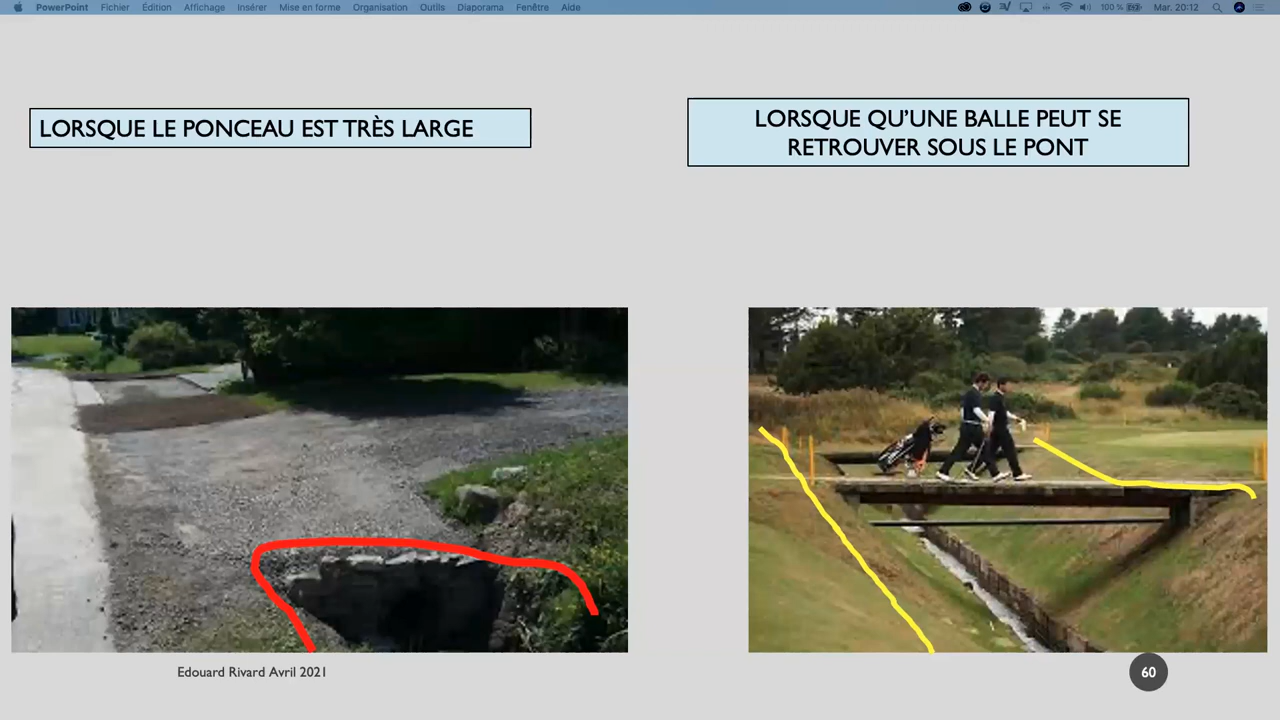 PowerPoint Fichier Édition Affichage Insérer Mise en forme Organisation Outils Diaporama Fenêtre Aide 100 % Mar. 20:12
LORSQUE LE PONCEAU EST TRÈS LARGE
LORSQUE QU’UNE BALLE PEUT SE
RETROUVER SOUS LE PONT
Edouard Rivard Avril 2021
60